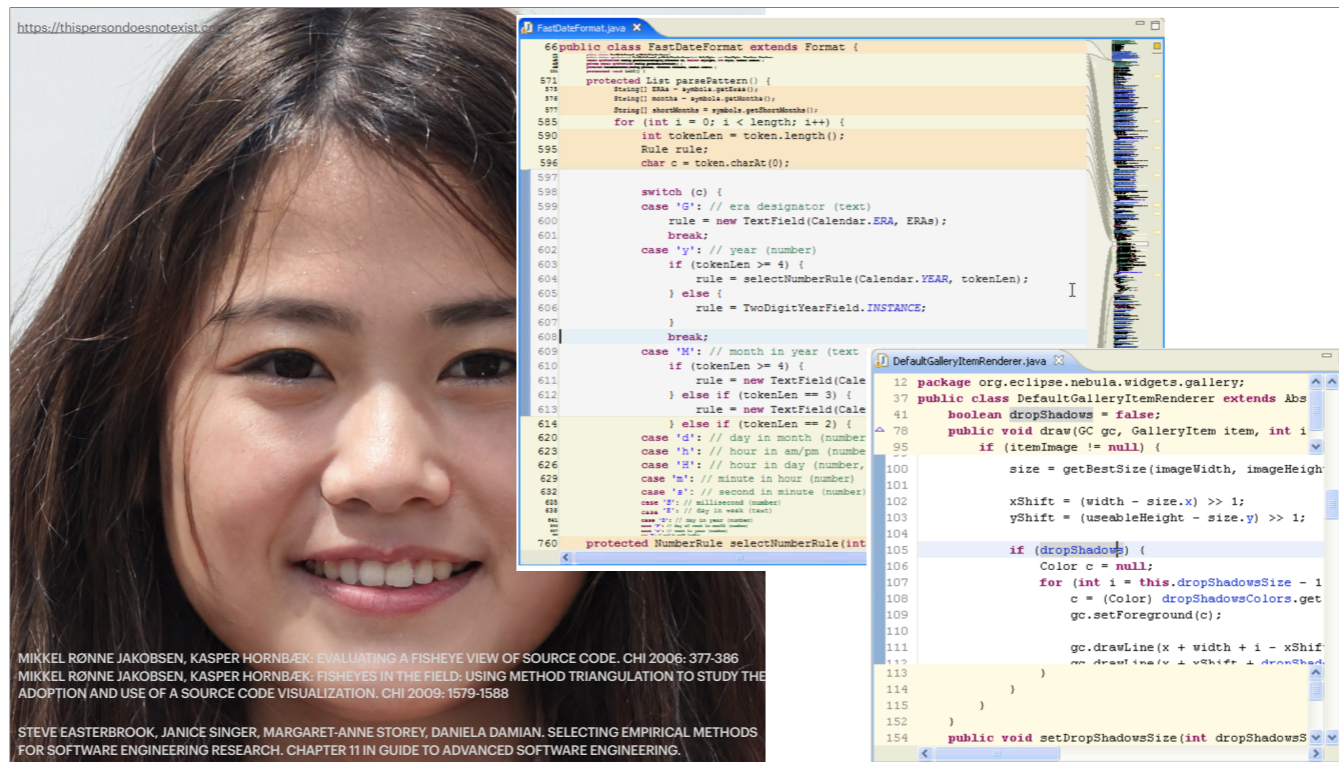 https://thispersondoesnotexist.co
FastDateFormat.java
66 public class FastDateFormat extends Format {
571 protected List parsePattern() {
575 String[] ERAs = symbols.getEras();
576 String[] months = symbols.getMonths();
577 String[] shortMonths = symbols.getShortMonths();
585 for (int i = 0; i < length; i++) {
590 int tokenLen = token.length();
595 Rule rule;
596 char c = token.charAt(0);
597
598 switch (c) {
599 case 'G': // era designator (text)
600 rule = new TextField(Calendar.ERA, ERAs);
601 break;
602 case 'y': // year (number)
603 if (tokenLen >= 4) {
604 rule = selectNumberRule(Calendar.YEAR, tokenLen);
605 } else {
606 rule = TwoDigitYearField.INSTANCE;
607 }
608 break;
609 case 'M': // month in year (text
610 if (tokenLen >= 4) {
611 rule = new TextField(Cale
612 } else if (tokenLen == 3) {
613 rule = new TextField(Cale
614 } else if (tokenLen == 2) {
620 case 'd': // day in month (number
623 case 'h': // hour in am/pm (numbe
626 case 'H': // hour in day (number,
629 case 'm': // minute in hour (number)
632 case 's': // second in minute (number)
635 case 'S': // millisecond (number)
638 case 'E': // day in week (text)
641 case 'D': // day in year (number)
760 protected NumberRule selectNumberRule(int
DefaultGalleryItemRenderer.java
12 package org.eclipse.nebula.widgets.gallery;
37 public class DefaultGalleryItemRenderer extends Abs
41 boolean dropShadows = false;
78 public void draw(GC gc, GalleryItem item, int i
95 if (itemImage != null) {
100 size = getBestSize(imageWidth, imageHeigh
101
102 xShift = (width - size.x) >> 1;
103 yShift = (useableHeight - size.y) >> 1;
104
105 if (dropShadows) {
106 Color c = null;
107 for (int i = this.dropShadowsSize - 1
108 c = (Color) dropShadowsColors.get
109 gc.setForeground(c);
110
111 gc.drawLine(x + width + i - xShif
112 gc.drawLine(x + xShift + dropShad
113 }
114 }
115 }
152 }
154 public void setDropShadowsSize(int dropShadowsS
MIKKEL RØNNE JAKOBSEN, KASPER HORNBÆK: EVALUATING A FISHEYE VIEW OF SOURCE CODE. CHI 2006: 377-386
MIKKEL RØNNE JAKOBSEN, KASPER HORNBÆK: FISHEYES IN THE FIELD: USING METHOD TRIANGULATION TO STUDY THE
ADOPTION AND USE OF A SOURCE CODE VISUALIZATION. CHI 2009: 1579-1588
STEVE EASTERBROOK, JANICE SINGER, MARGARET-ANNE STOREY, DANIELA DAMIAN. SELECTING EMPIRICAL METHODS
FOR SOFTWARE ENGINEERING RESEARCH. CHAPTER 11 IN GUIDE TO ADVANCED SOFTWARE ENGINEERING.